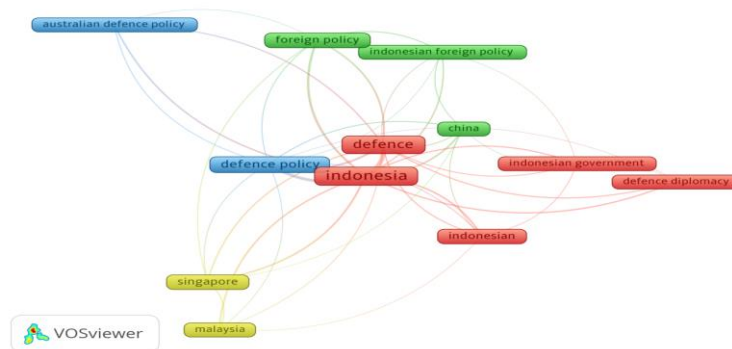 australian defence policy
foreign policy
indonesian foreign policy
china
defence
defence policy
indonesian government
indonesia
defence diplomacy
indonesian
singapore
malaysia
VOSviewer